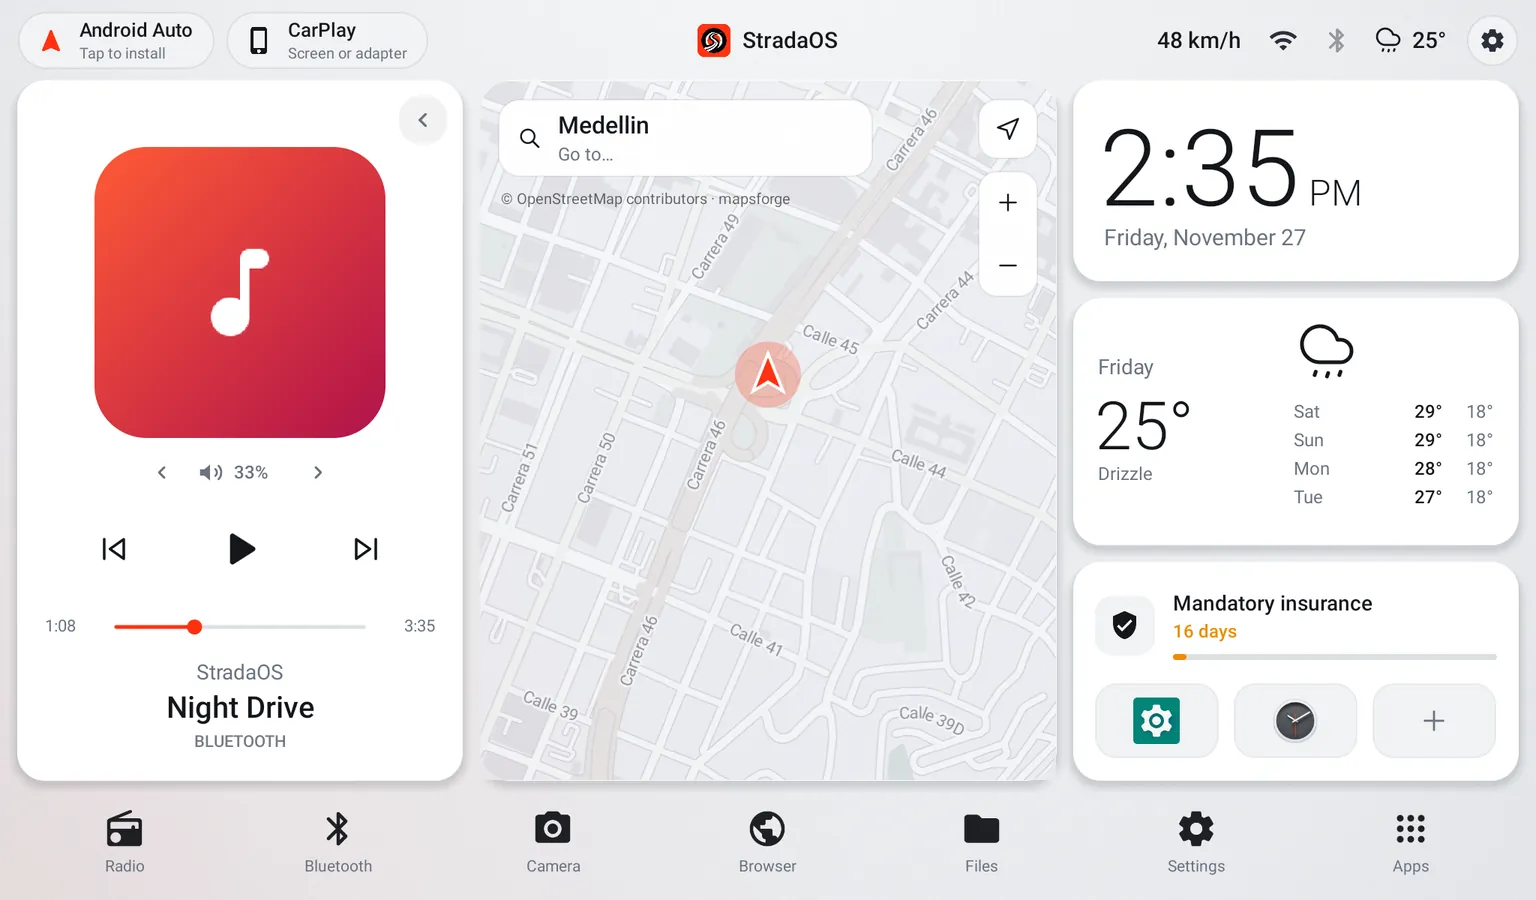 Android Auto
Tap to install
CarPlay
Screen or adapter
StradaOS
48 km/h
25°
33%
1:08
3:35
StradaOS
Night Drive
BLUETOOTH
Medellin
Go to...
© OpenStreetMap contributors · mapsforge
Carrera 46
Carrera 49
Carrera 44
Calle 45
Carrera 46
Carrera 50
Carrera 51
Calle 44
Calle 42
Calle 41
Carrera 46
Calle 39
Calle 39D
2:35 PM
Friday, November 27
Friday
25°
Drizzle
Sat 29° 18°
Sun 29° 18°
Mon 28° 18°
Tue 27° 18°
Mandatory insurance
16 days
Radio
Bluetooth
Camera
Browser
Files
Settings
Apps